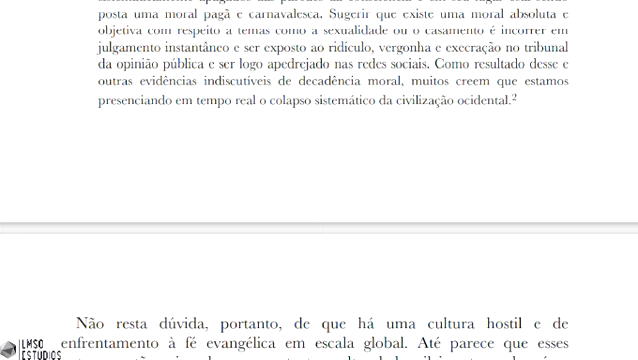 posta uma moral pagã e carnavalesca. Sugerir que existe uma moral absoluta e
objetiva com respeito a temas como a sexualidade ou o casamento é incorrer em
julgamento instantâneo e ser exposto ao ridículo, vergonha e execração no tribunal
da opinião pública e ser logo apedrejado nas redes sociais. Como resultado desse e
outras evidências indiscutíveis de decadência moral, muitos creem que estamos
presenciando em tempo real o colapso sistemático da civilização ocidental.²
Não resta dúvida, portanto, de que há uma cultura hostil e de
enfrentamento à fé evangélica em escala global. Até parece que esses
LMSO
ESTÚDIOS